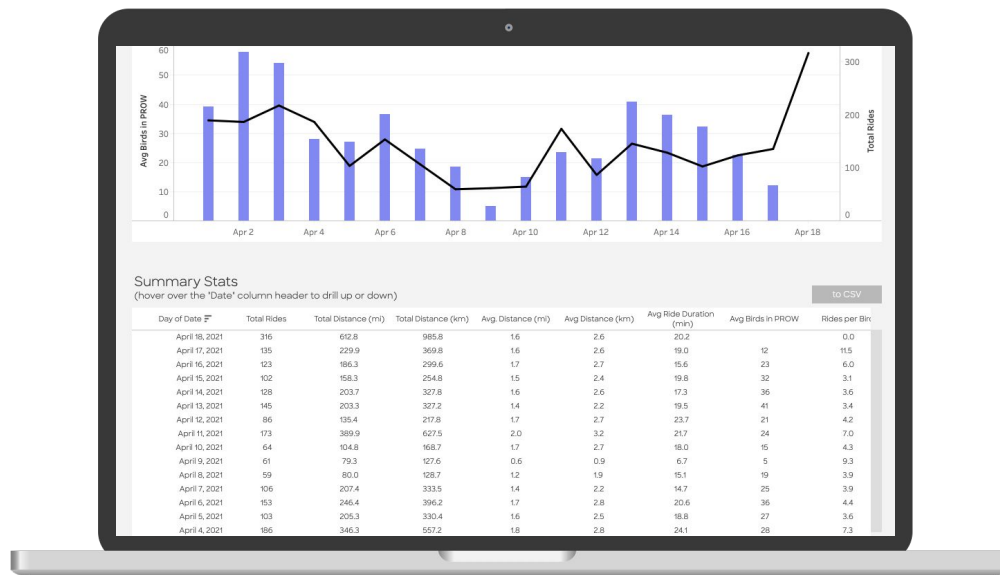 60
50
40
30
20
10
0
Avg Birds in PROW
300
200
100
0
Total Rides
Apr 2 Apr 4 Apr 6 Apr 8 Apr 10 Apr 12 Apr 14 Apr 16 Apr 18
Summary Stats
(hover over the "Date" column header to drill up or down)
to CSV
Day of Date Total Rides Total Distance (mi) Total Distance (km) Avg. Distance (mi) Avg Distance (km) Avg Ride Duration (min) Avg Birds in PROW Rides per Bir
April 18, 2021 316 612.8 985.8 1.6 2.6 20.2 0.0
April 17, 2021 135 229.9 369.8 1.6 2.6 19.0 12 11.5
April 16, 2021 123 186.3 299.6 1.7 2.7 15.6 23 6.0
April 15, 2021 102 158.3 254.8 1.5 2.4 19.8 32 3.1
April 14, 2021 128 203.7 327.8 1.6 2.6 17.3 36 3.6
April 13, 2021 145 203.3 327.2 1.4 2.2 19.5 41 3.4
April 12, 2021 86 135.4 217.8 1.7 2.7 23.7 21 4.2
April 11, 2021 173 389.9 627.5 2.0 3.2 21.7 24 7.0
April 10, 2021 64 104.8 168.7 1.7 2.7 18.0 15 4.3
April 9, 2021 61 79.3 127.6 0.6 0.9 6.7 5 9.3
April 8, 2021 59 80.0 128.7 1.2 1.9 15.1 19 3.9
April 7, 2021 106 207.4 333.5 1.4 2.2 14.7 25 3.9
April 6, 2021 153 246.4 396.2 1.7 2.8 20.6 36 4.4
April 5, 2021 103 205.3 330.4 1.6 2.5 18.8 27 3.6
April 4, 2021 186 346.3 557.2 1.8 2.8 24.1 28 7.3